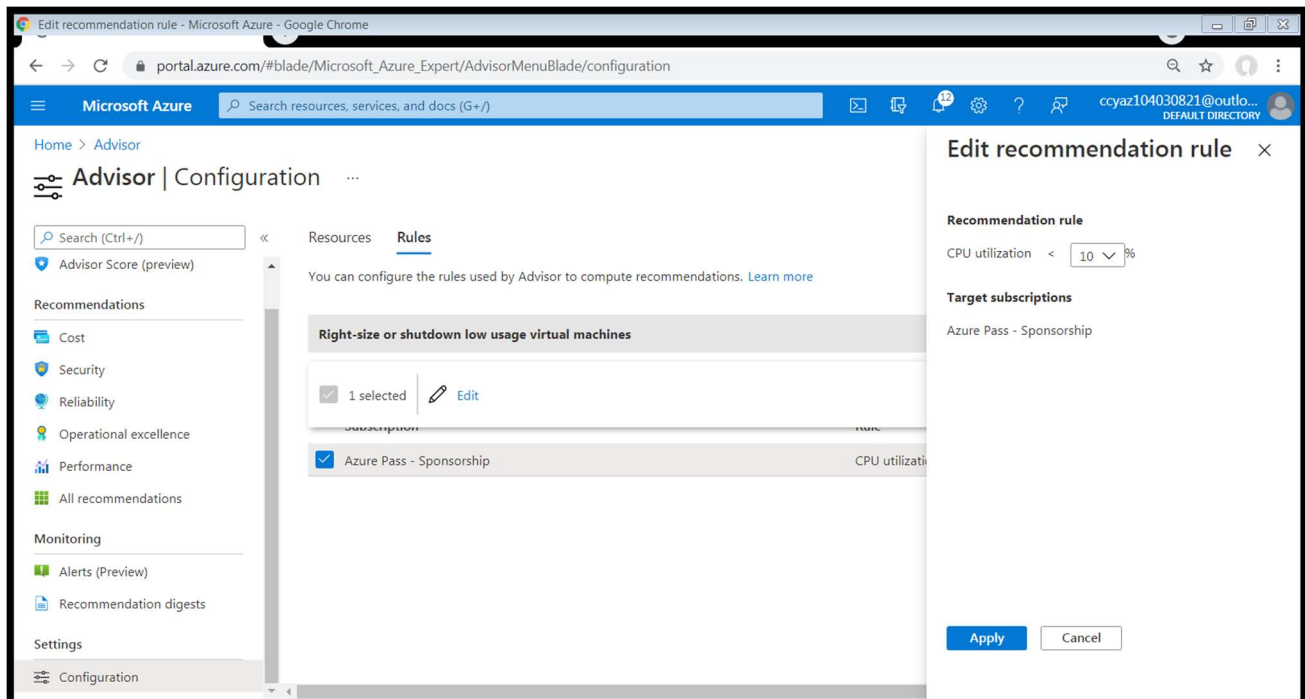 Edit recommendation rule - Microsoft Azure - Google Chrome
portal.azure.com/#blade/Microsoft_Azure_Expert/AdvisorMenuBlade/configuration
Microsoft Azure
Search resources, services, and docs (G+/)
12
ccyaz104030821@outlo...
DEFAULT DIRECTORY
Home > Advisor
Advisor | Configuration ...
Search (Ctrl+/)
«
Advisor Score (preview)
Recommendations
Cost
Security
Reliability
Operational excellence
Performance
All recommendations
Monitoring
Alerts (Preview)
Recommendation digests
Settings
Configuration
Resources Rules
You can configure the rules used by Advisor to compute recommendations. Learn more
Right-size or shutdown low usage virtual machines
1 selected Edit
Subscription Rule
Azure Pass - Sponsorship CPU utilizati
Edit recommendation rule
Recommendation rule
CPU utilization < 10 %
Target subscriptions
Azure Pass - Sponsorship
Apply Cancel